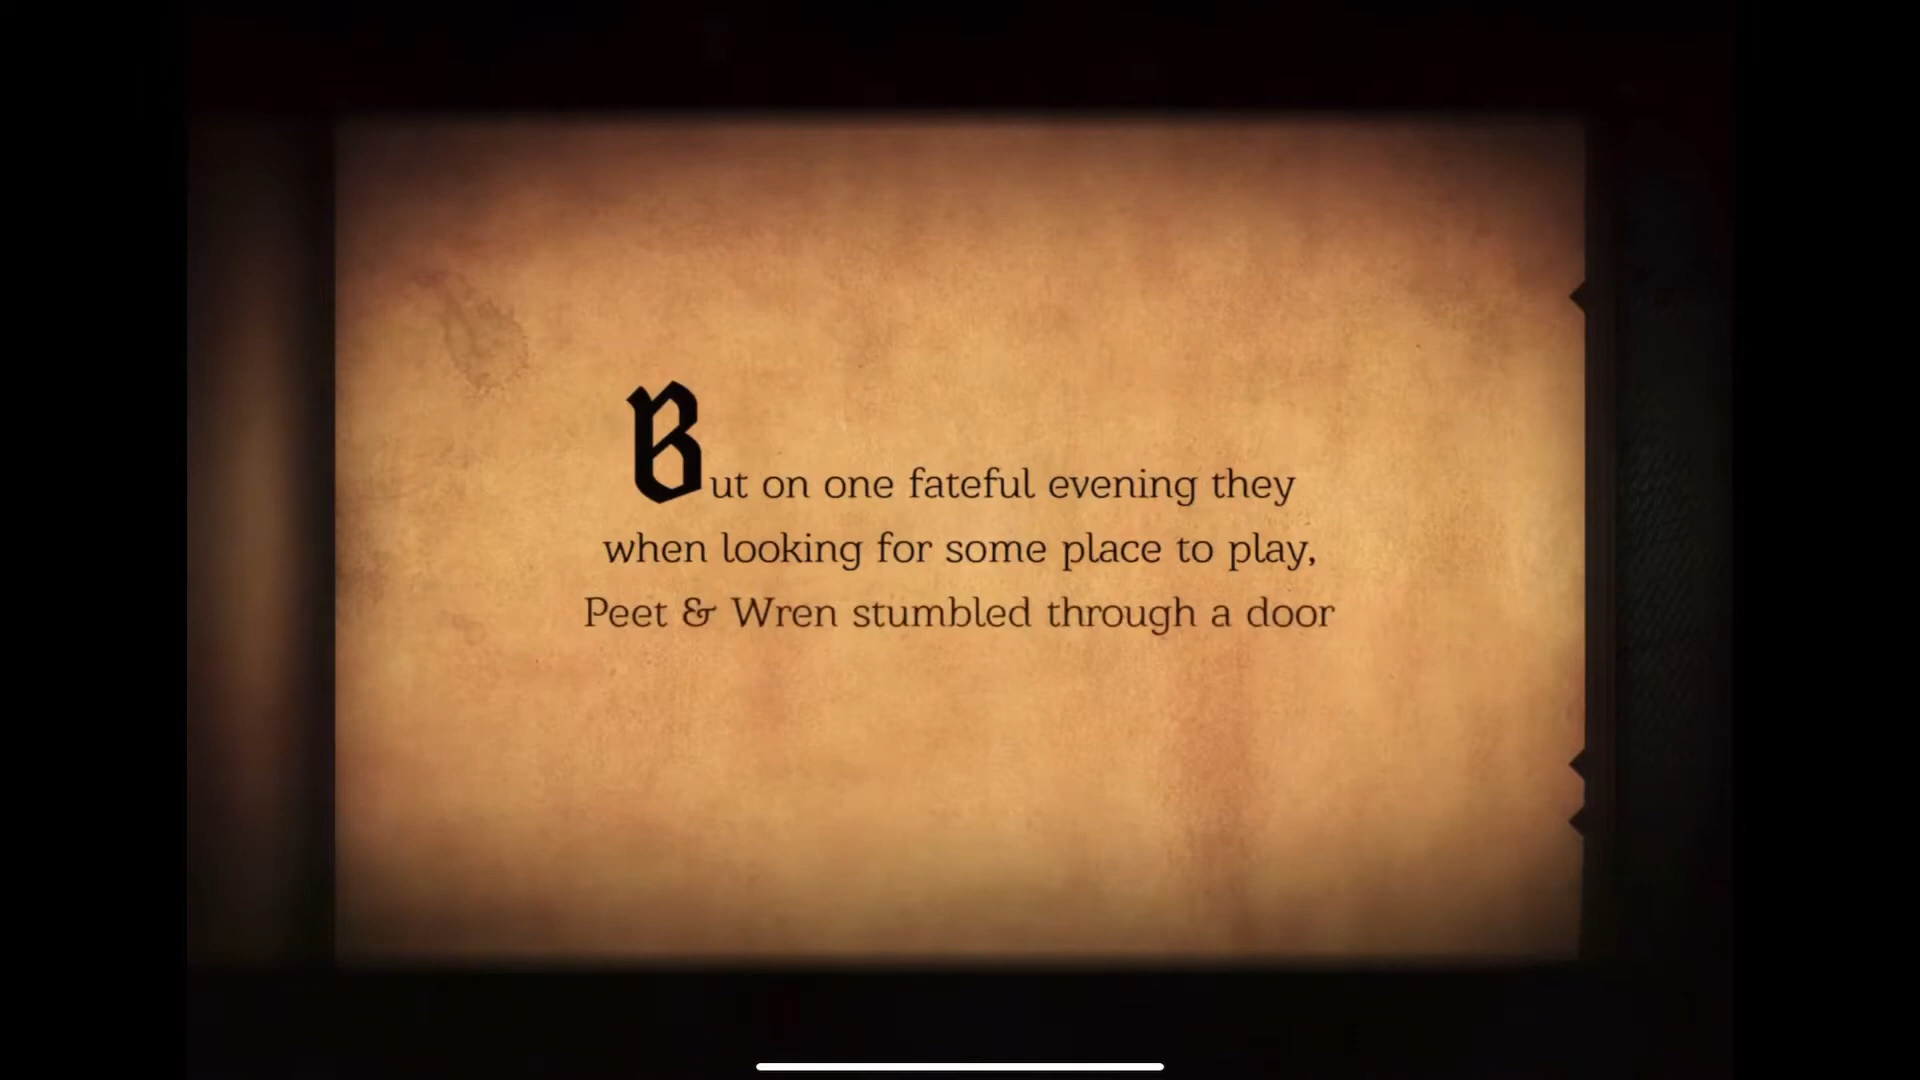 But on one fateful evening they
when looking for some place to play,
Peet & Wren stumbled through a door